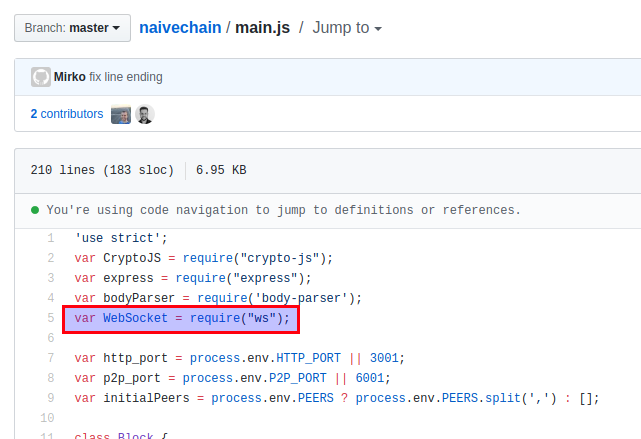 Branch: master naivechain / main.js / Jump to
Mirko fix line ending
2 contributors
210 lines (183 sloc) 6.95 KB
You're using code navigation to jump to definitions or references.
1 'use strict';
2 var CryptoJS = require("crypto-js");
3 var express = require("express");
4 var bodyParser = require('body-parser');
5 var WebSocket = require("ws");
6
7 var http_port = process.env.HTTP_PORT || 3001;
8 var p2p_port = process.env.P2P_PORT || 6001;
9 var initialPeers = process.env.PEERS ? process.env.PEERS.split(',') : [];
10
11 class Block {